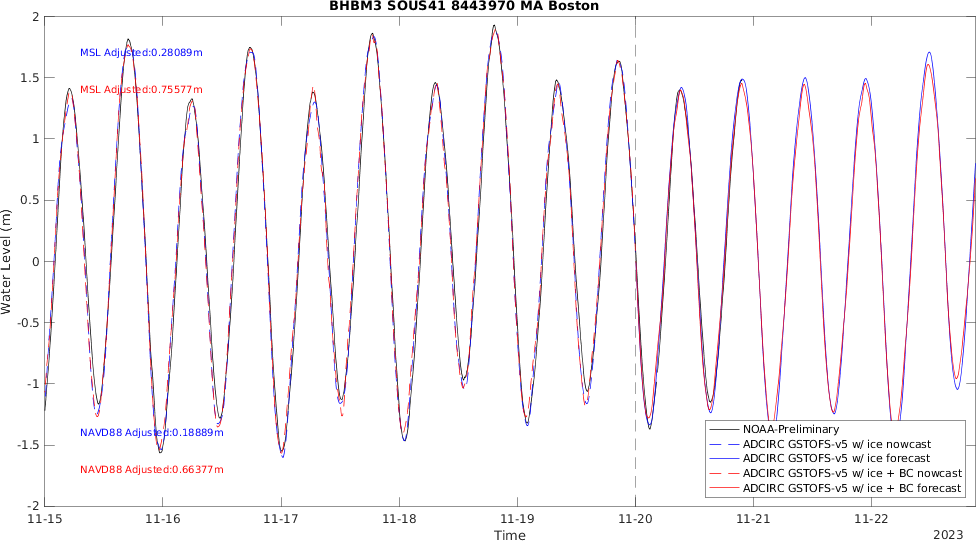 BHBM3 SOUS41 8443970 MA Boston
2
1.5
1
0.5
0
-0.5
-1
-1.5
-2
Water Level (m)
MSL Adjusted:0.28089m
MSL Adjusted:0.75577m
NAVD88 Adjusted:0.18889m
NAVD88 Adjusted:0.66377m
NOAA-Preliminary
ADCIRC GSTOFS-v5 w/ ice nowcast
ADCIRC GSTOFS-v5 w/ ice forecast
ADCIRC GSTOFS-v5 w/ ice + BC nowcast
ADCIRC GSTOFS-v5 w/ ice + BC forecast
11-15 11-16 11-17 11-18 11-19 11-20 11-21 11-22
Time
2023